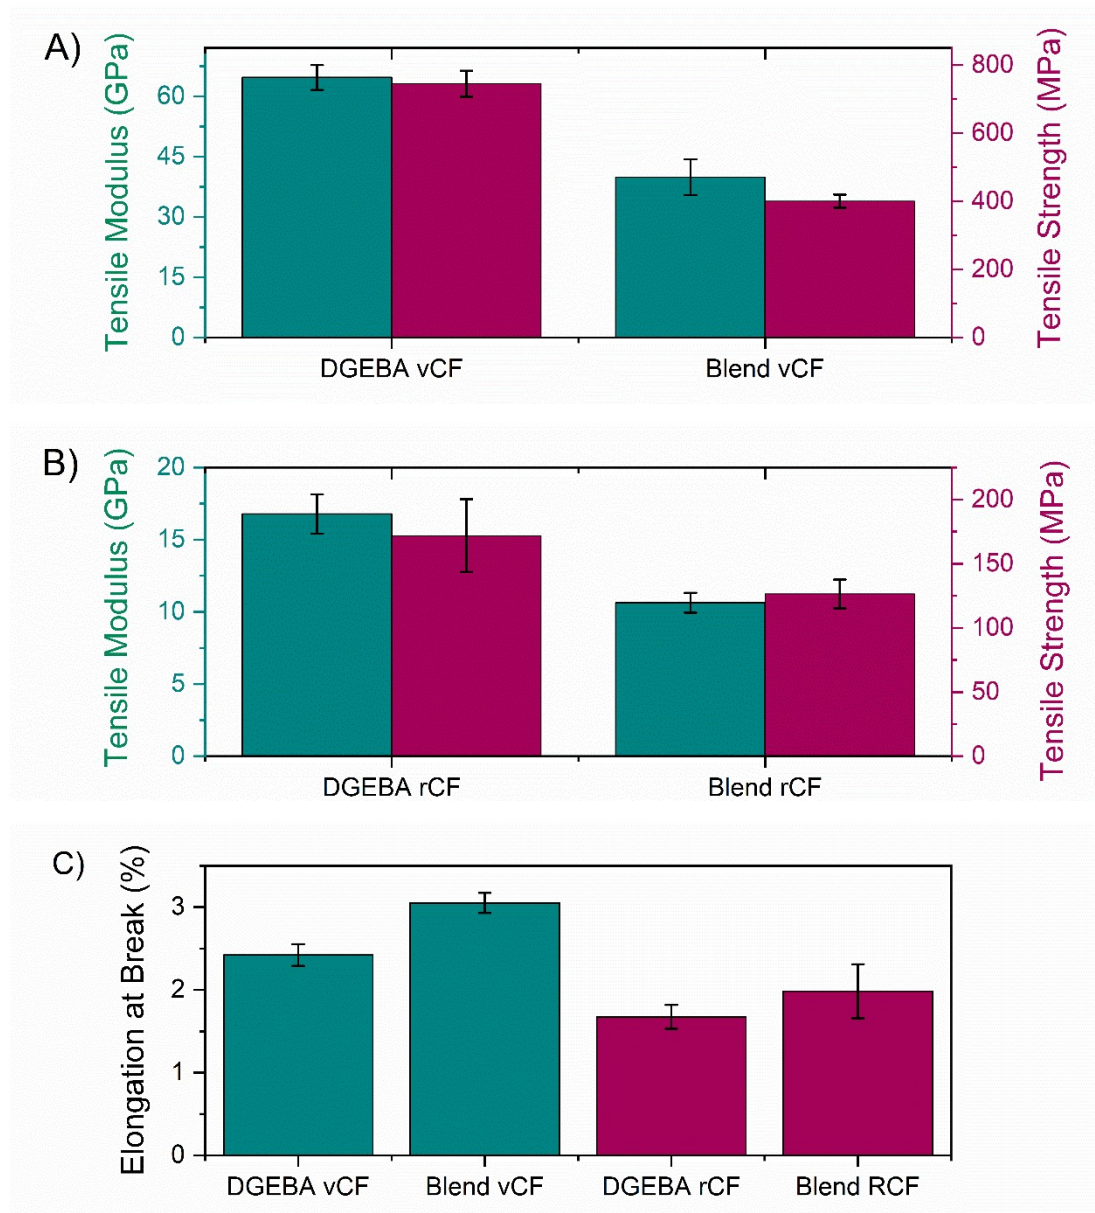 A)
Tensile Modulus (GPa)
60
45
30
15
0
800
600
400
200
0
Tensile Strength (MPa)
DGEBA vCF
Blend vCF
B)
Tensile Modulus (GPa)
20
15
10
5
0
200
150
100
50
0
Tensile Strength (MPa)
DGEBA rCF
Blend rCF
C)
Elongation at Break (%)
3
2
1
0
DGEBA vCF
Blend vCF
DGEBA rCF
Blend RCF